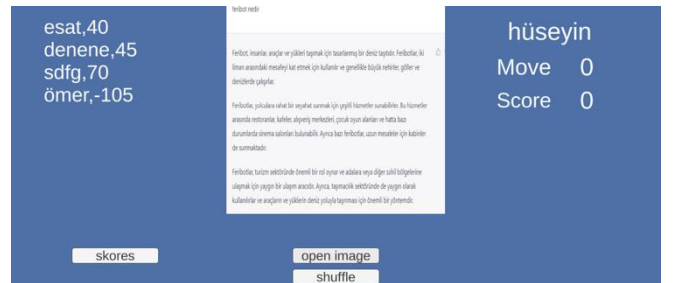 esat,40
denene,45
sdfg,70
ömer,-105
skores
feribot nedir
Feribot, insanlar, araçlar ve yükleri taşımak için tasarlanmış bir deniz taşıtıdır. Feribotlar, iki
liman arasındaki mesafeyi kat etmek için kullanılır ve genellikle büyük nehirler, göller ve
denizlerde çalışırlar.
Feribotlar, yolculara rahat bir seyahat sunmak için çeşitli hizmetler sunabilirler. Bu hizmetler
arasında restoranlar, kafeler, alışveriş merkezleri, çocuk oyun alanları ve hatta bazı
durumlarda sinema salonları bulunabilir. Ayrıca bazı feribotlar, uzun mesafeler için kabinler
de sunmaktadır.
Feribotlar, turizm sektöründe önemli bir rol oynar ve adalara veya diğer sahil bölgelerine
ulaşmak için yaygın bir ulaşım aracıdır. Ayrıca, taşımacılık sektöründe de yaygın olarak
kullanılırlar ve araçların ve yüklerin deniz yoluyla taşınması için önemli bir yöntemdir.
open image
shuffle
hüseyin
Move 0
Score 0